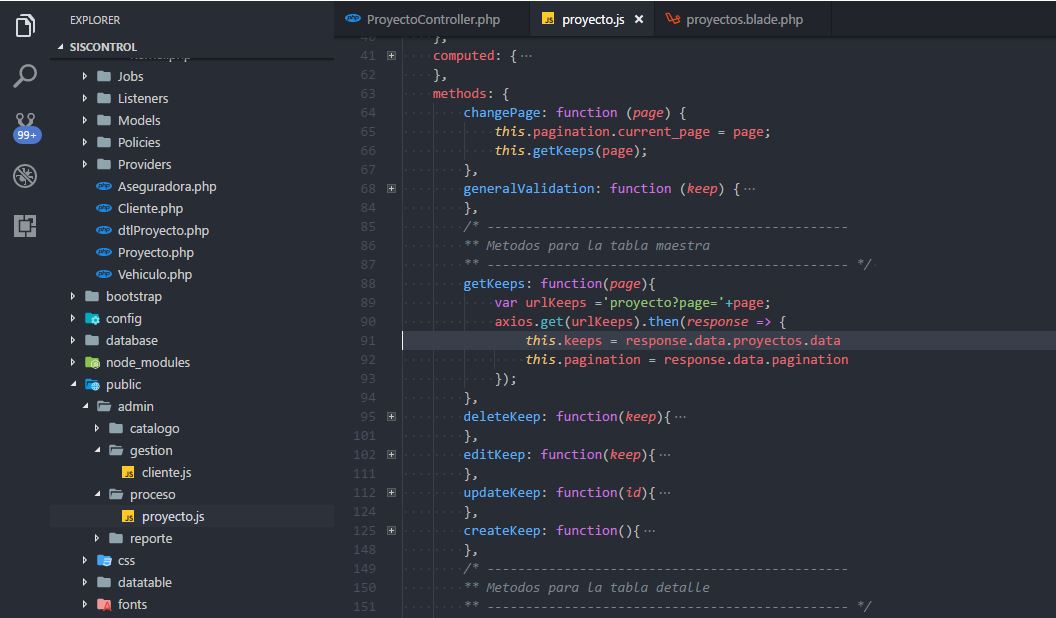 EXPLORER
SISCONTROL
Kernel.php
Jobs
Listeners
Models
Policies
Providers
Aseguradora.php
Cliente.php
dtlProyecto.php
Proyecto.php
Vehiculo.php
bootstrap
config
database
node_modules
public
admin
catalogo
gestion
cliente.js
proceso
proyecto.js
reporte
css
datatable
fonts
99+
ProyectoController.php
proyecto.js
proyectos.blade.php
40 },
41 computed: {
62 },
63 methods: {
64 changePage: function (page) {
65 this.pagination.current_page = page;
66 this.getKeeps(page);
67 },
68 generalValidation: function (keep) {
84 },
85 /* -----------------------------------------------
86 ** Metodos para la tabla maestra
87 ** ----------------------------------------------- */
88 getKeeps: function(page){
89 var urlKeeps ='proyecto?page='+page;
90 axios.get(urlKeeps).then(response => {
91 this.keeps = response.data.proyectos.data
92 this.pagination = response.data.pagination
93 });
94 },
95 deleteKeep: function(keep){
101 },
102 editKeep: function(keep){
111 },
112 updateKeep: function(id){
124 },
125 createKeep: function(){
148 },
149 /* -----------------------------------------------
150 ** Metodos para la tabla detalle
151 ** ----------------------------------------------- */